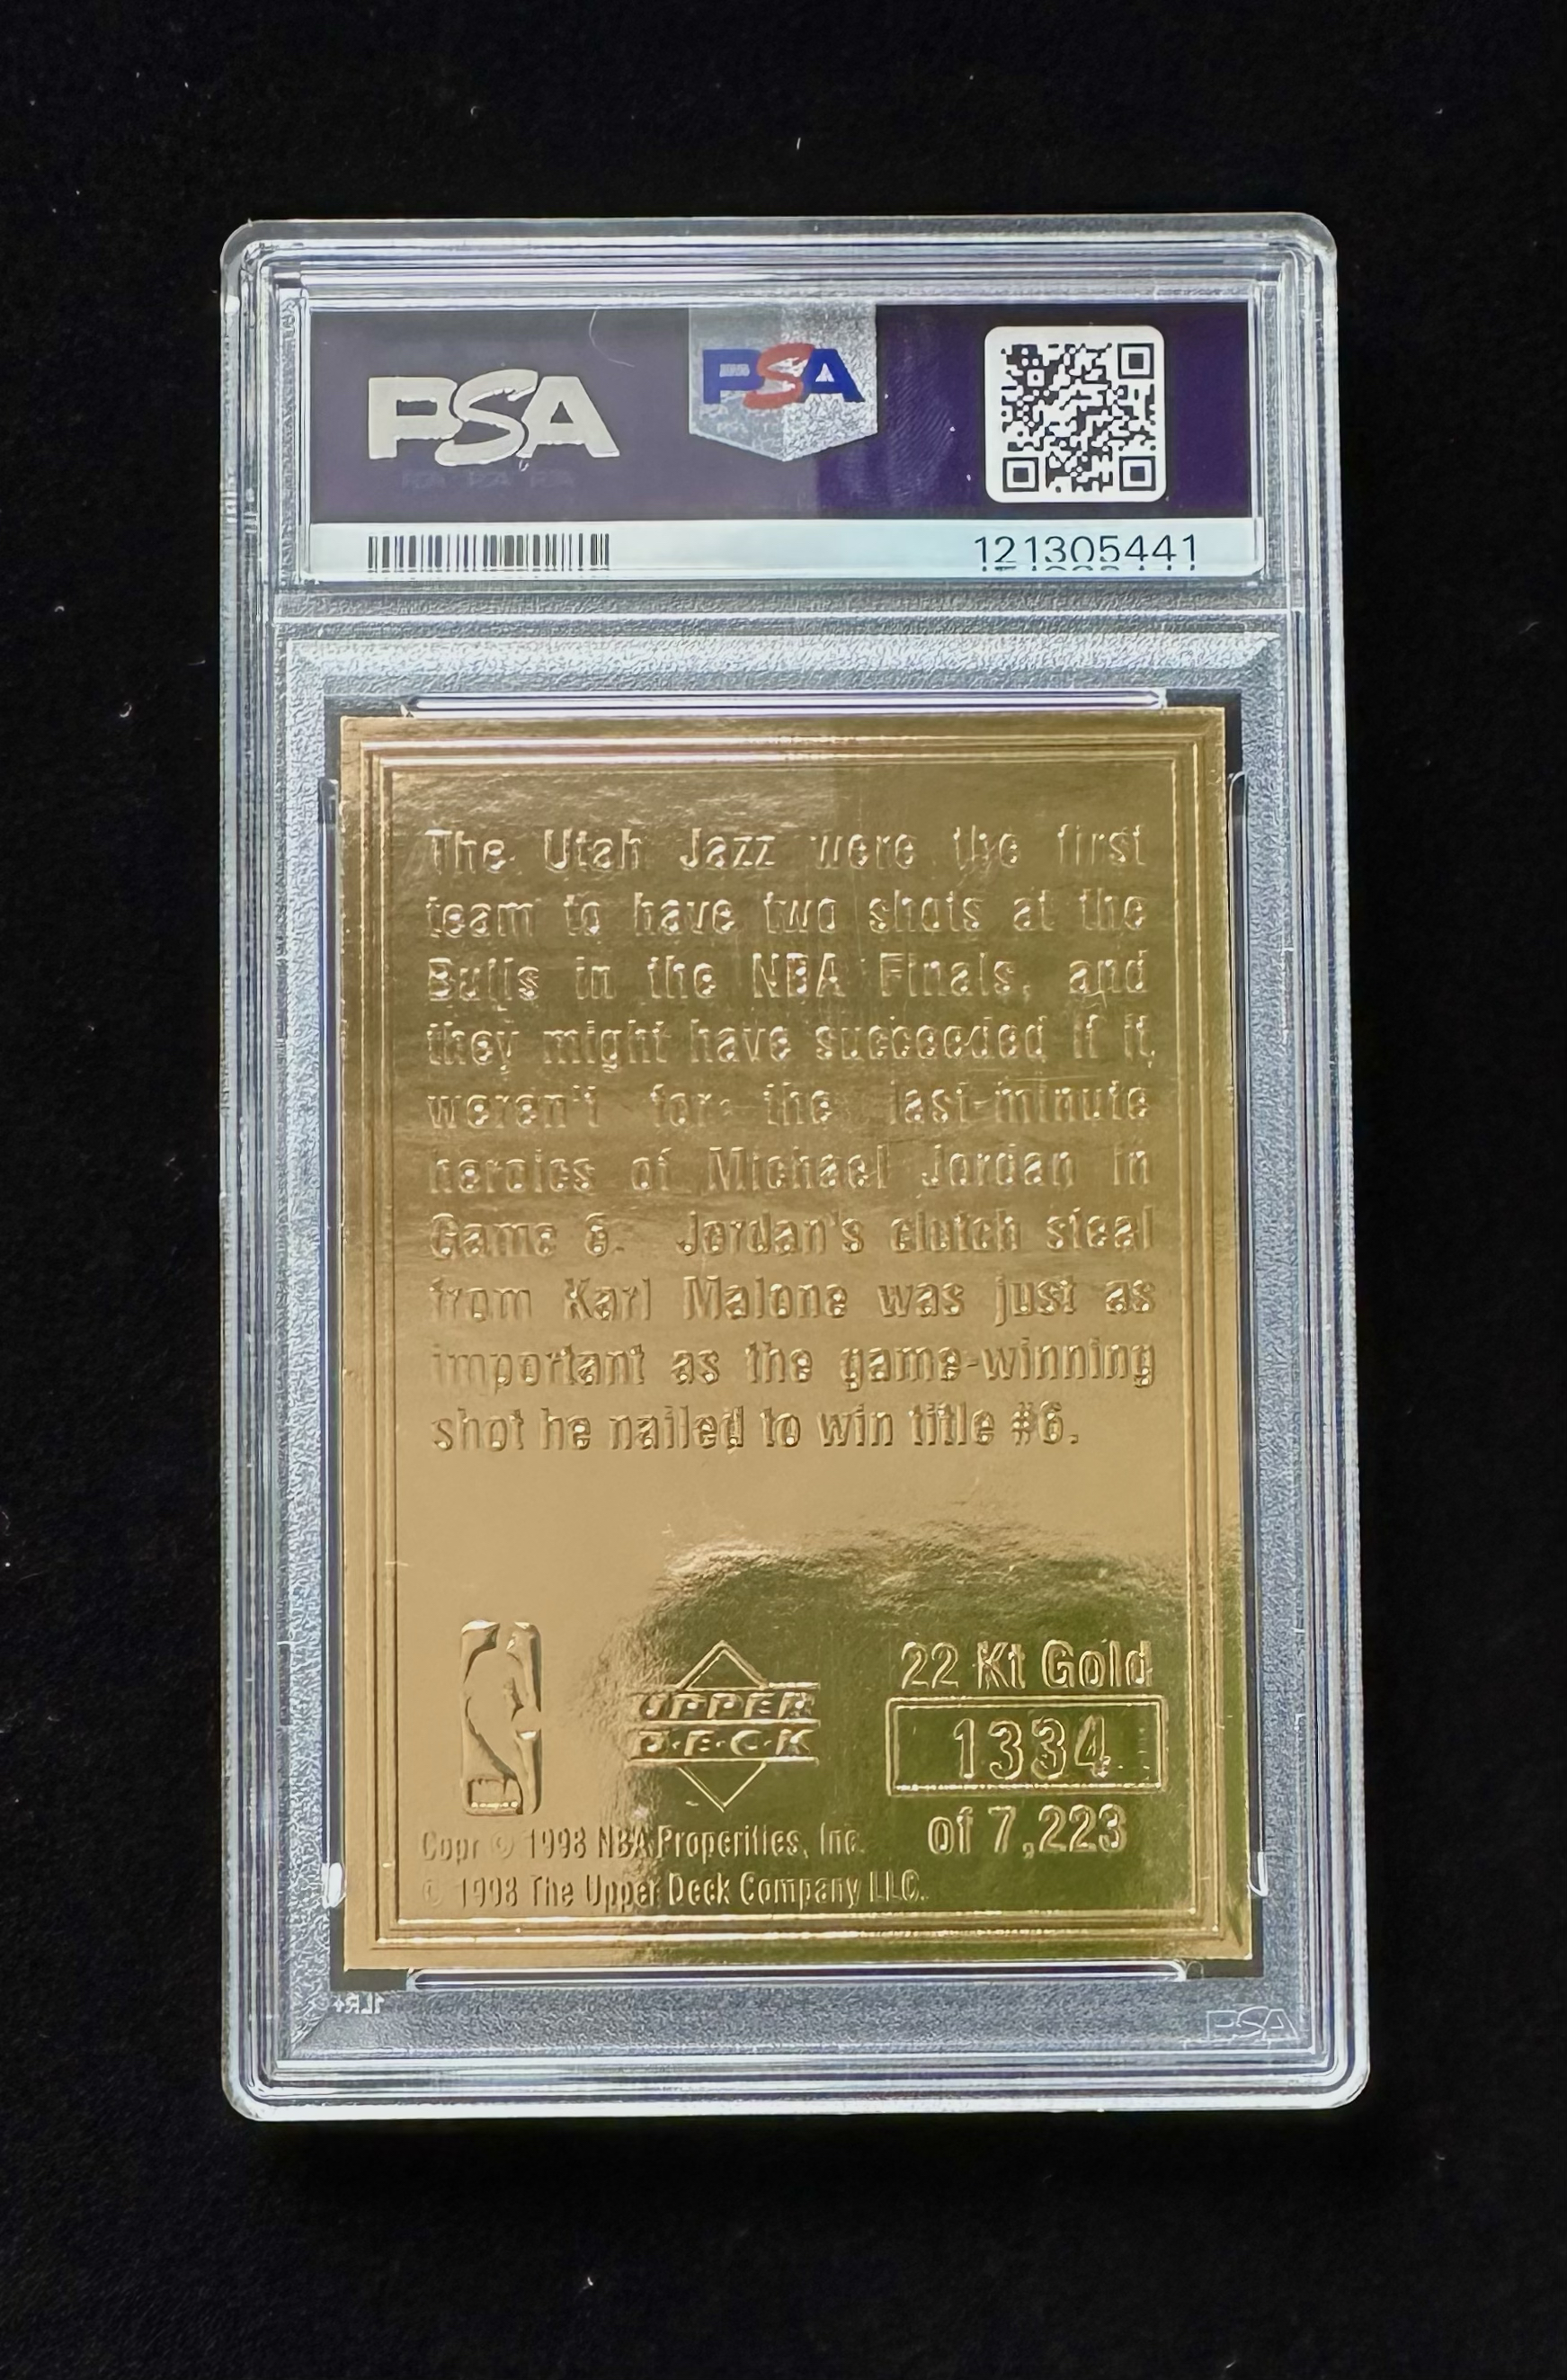 PSA
PSA
121305441
The Utah Jazz were the first
team to have two shots at the
Bulls in the NBA Finals, and
they might have succeeded if it
weren't for the last-minute
heroics of Michael Jordan in
Game 6. Jordan's clutch steal
from Karl Malone was just as
important as the game-winning
shot he nailed to win title #6.
22 Kt Gold
UPPER
D·E·C·K
1334
of 7,223
Copr © 1998 NBA Properities, Inc.
© 1998 The Upper Deck Company LLC.
PSA